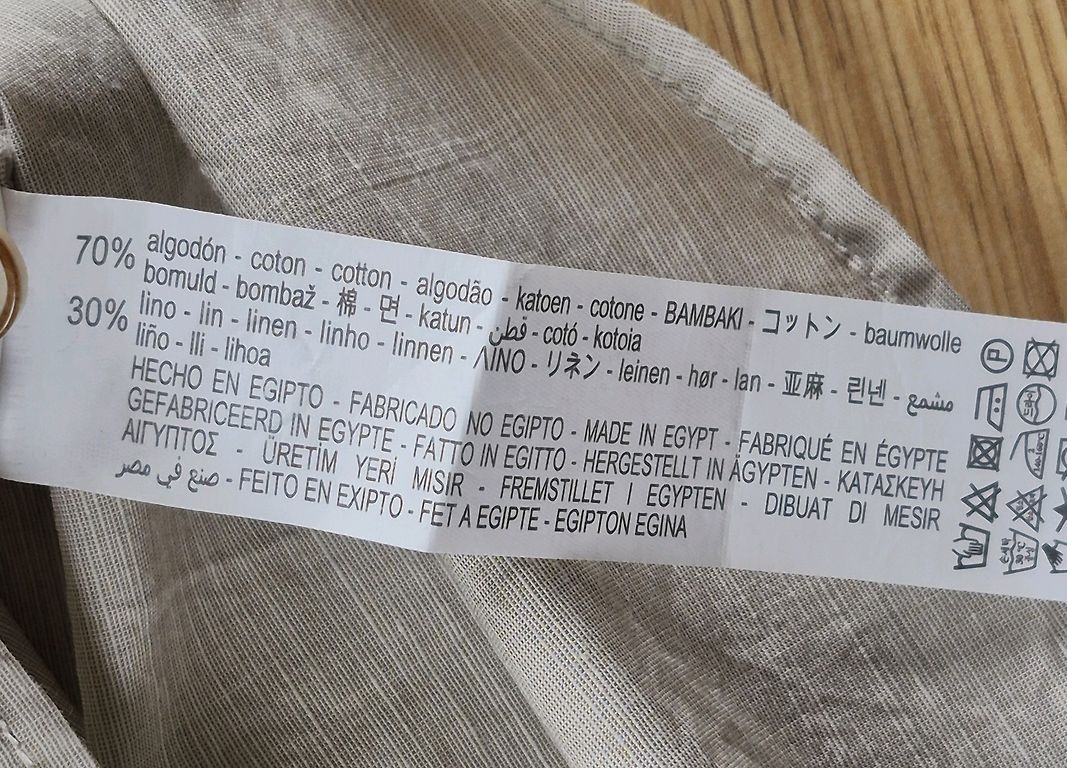 70% algodón - coton - cotton - algodão - katoen - cotone - BAMBAKI - コットン - baumwolle
bomuld - bombaž - 棉 - 면 - katun - قطن - cotó - kotoia
30% lino - lin - linen - linho - linnen - ΛΙΝΟ - リネン - leinen - hør - lan - 亚麻 - 린넨 - مشمع
liño - lli - lihoa
HECHO EN EGIPTO - FABRICADO NO EGIPTO - MADE IN EGYPT - FABRIQUÉ EN ÉGYPTE
GEFABRICEERD IN EGYPTE - FATTO IN EGITTO - HERGESTELLT IN ÄGYPTEN - ΚΑΤΑΣΚΕΥΗ
ΑΙΓΥΠΤΟΣ - ÜRETİM YERİ MISIR - FREMSTILLET I EGYPTEN - DIBUAT DI MESIR
صنع في مصر - FEITO EN EXIPTO - FET A EGIPTE - EGIPTON EGINA
P